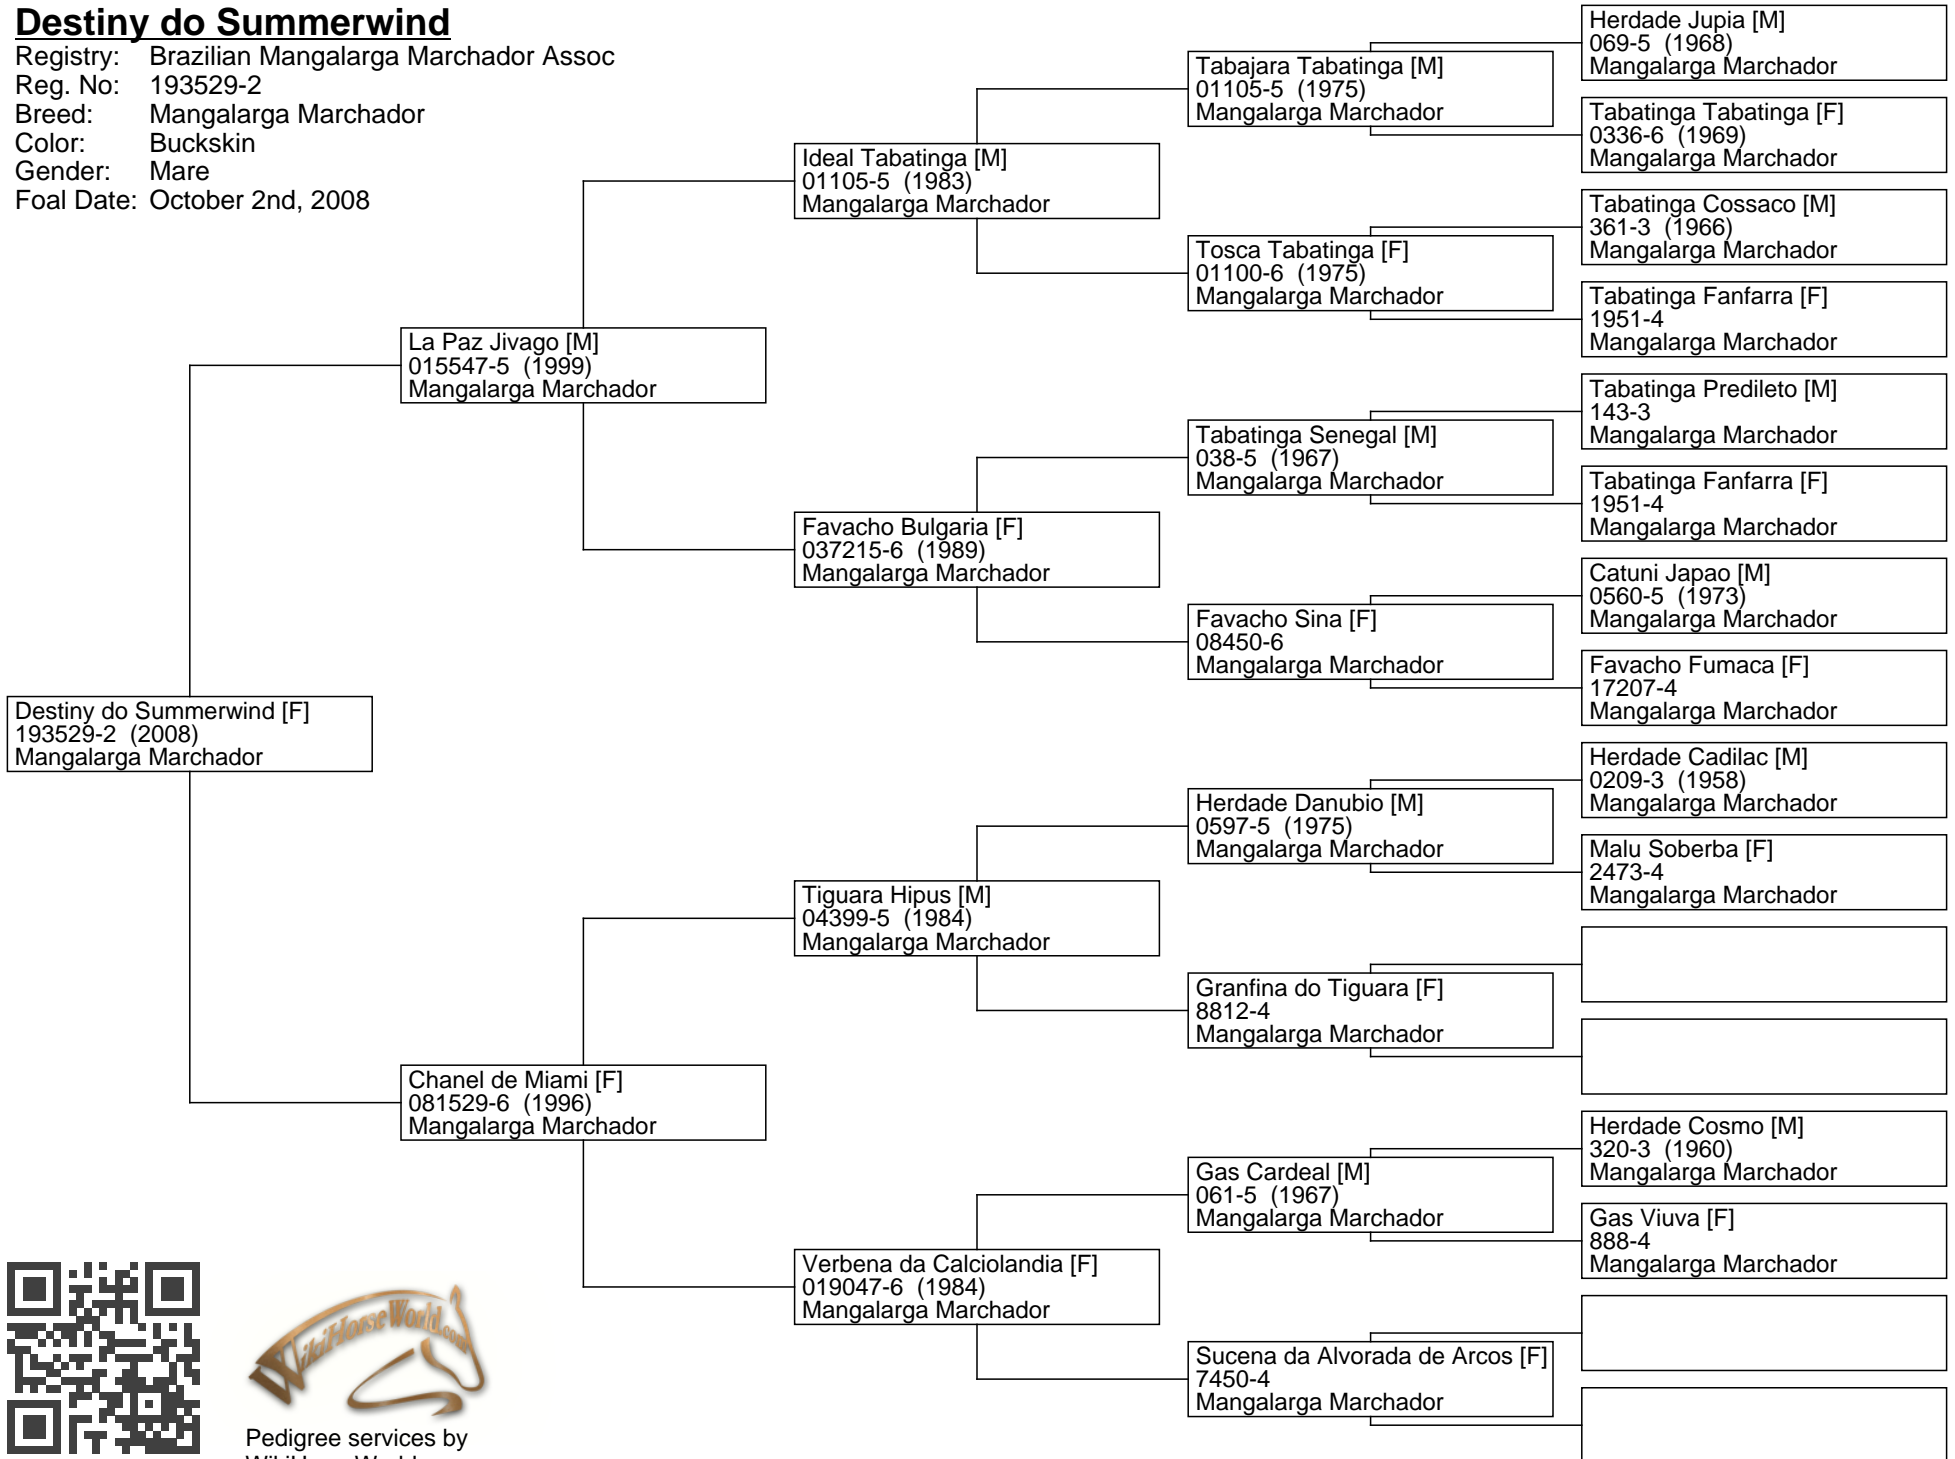 Destiny do Summerwind
Registry: Brazilian Mangalarga Marchador Assoc
Reg. No: 193529-2
Breed: Mangalarga Marchador
Color: Buckskin
Gender: Mare
Foal Date: October 2nd, 2008
Destiny do Summerwind [F]
193529-2 (2008)
Mangalarga Marchador
La Paz Jivago [M]
015547-5 (1999)
Mangalarga Marchador
Chanel de Miami [F]
081529-6 (1996)
Mangalarga Marchador
Ideal Tabatinga [M]
01105-5 (1983)
Mangalarga Marchador
Favacho Bulgaria [F]
037215-6 (1989)
Mangalarga Marchador
Tiguara Hipus [M]
04399-5 (1984)
Mangalarga Marchador
Verbena da Calciolandia [F]
019047-6 (1984)
Mangalarga Marchador
Tabajara Tabatinga [M]
01105-5 (1975)
Mangalarga Marchador
Tosca Tabatinga [F]
01100-6 (1975)
Mangalarga Marchador
Tabatinga Senegal [M]
038-5 (1967)
Mangalarga Marchador
Favacho Sina [F]
08450-6
Mangalarga Marchador
Herdade Danubio [M]
0597-5 (1975)
Mangalarga Marchador
Granfina do Tiguara [F]
8812-4
Mangalarga Marchador
Gas Cardeal [M]
061-5 (1967)
Mangalarga Marchador
Sucena da Alvorada de Arcos [F]
7450-4
Mangalarga Marchador
Herdade Jupia [M]
069-5 (1968)
Mangalarga Marchador
Tabatinga Tabatinga [F]
0336-6 (1969)
Mangalarga Marchador
Tabatinga Cossaco [M]
361-3 (1966)
Mangalarga Marchador
Tabatinga Fanfarra [F]
1951-4
Mangalarga Marchador
Tabatinga Predileto [M]
143-3
Mangalarga Marchador
Tabatinga Fanfarra [F]
1951-4
Mangalarga Marchador
Catuni Japao [M]
0560-5 (1973)
Mangalarga Marchador
Favacho Fumaca [F]
17207-4
Mangalarga Marchador
Herdade Cadilac [M]
0209-3 (1958)
Mangalarga Marchador
Malu Soberba [F]
2473-4
Mangalarga Marchador
Herdade Cosmo [M]
320-3 (1960)
Mangalarga Marchador
Gas Viuva [F]
888-4
Mangalarga Marchador
WikiHorseWorld.com
Pedigree services by